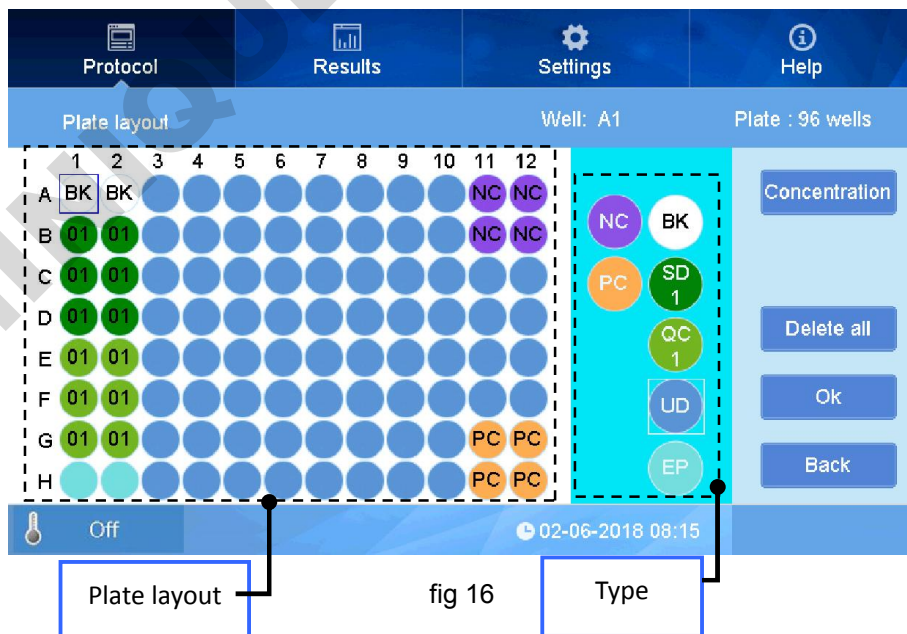 Protocol Results Settings Help
Plate layout Well: A1 Plate : 96 wells
1 2 3 4 5 6 7 8 9 10 11 12
A BK BK NC NC
B 01 01 NC NC
C 01 01
D 01 01
E 01 01
F 01 01
G 01 01 PC PC
H PC PC
NC BK
PC SD 1
QC 1
UD
EP
Concentration
Delete all
Ok
Back
Off 02-06-2018 08:15
Plate layout fig 16 Type